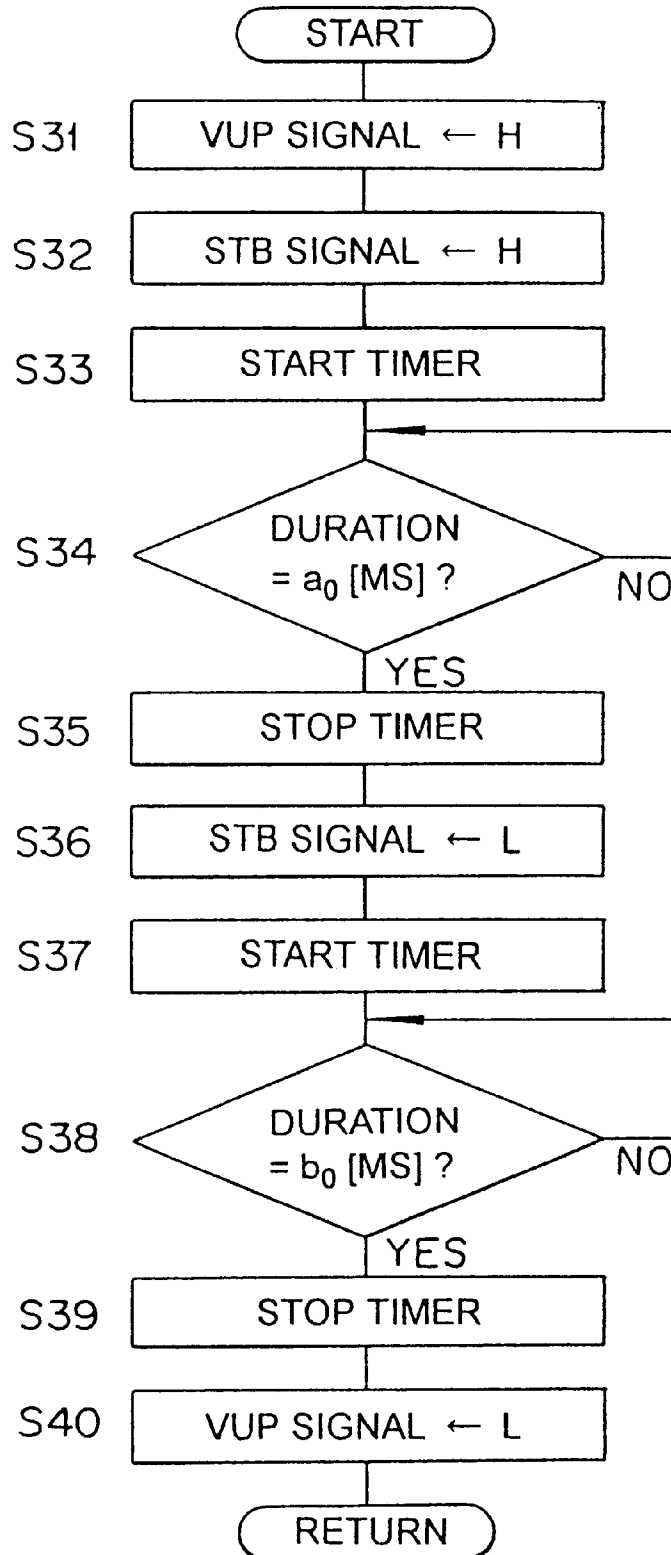 START
S31 VUP SIGNAL ← H
S32 STB SIGNAL ← H
S33 START TIMER
S34 DURATION
= a₀ [MS] ?
NO
YES
S35 STOP TIMER
S36 STB SIGNAL ← L
S37 START TIMER
S38 DURATION
= b₀ [MS] ?
NO
YES
S39 STOP TIMER
S40 VUP SIGNAL ← L
RETURN